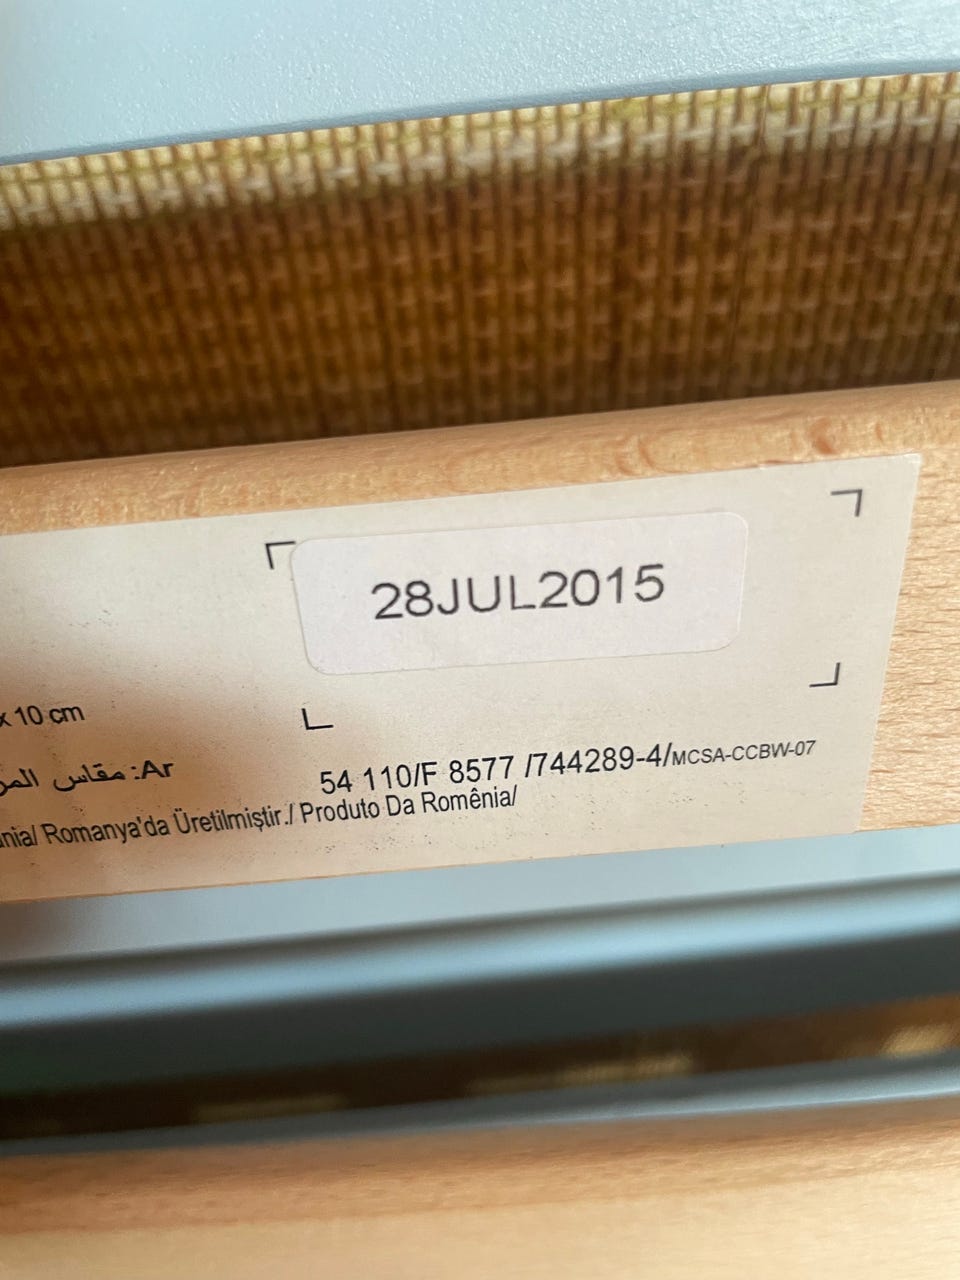 28JUL2015
x 10 cm
Ar: مقاس
54 110/F 8577 /744289-4/MCSA-CCBW-07
Romanya'da Üretilmiştir./ Produto Da Romênia/